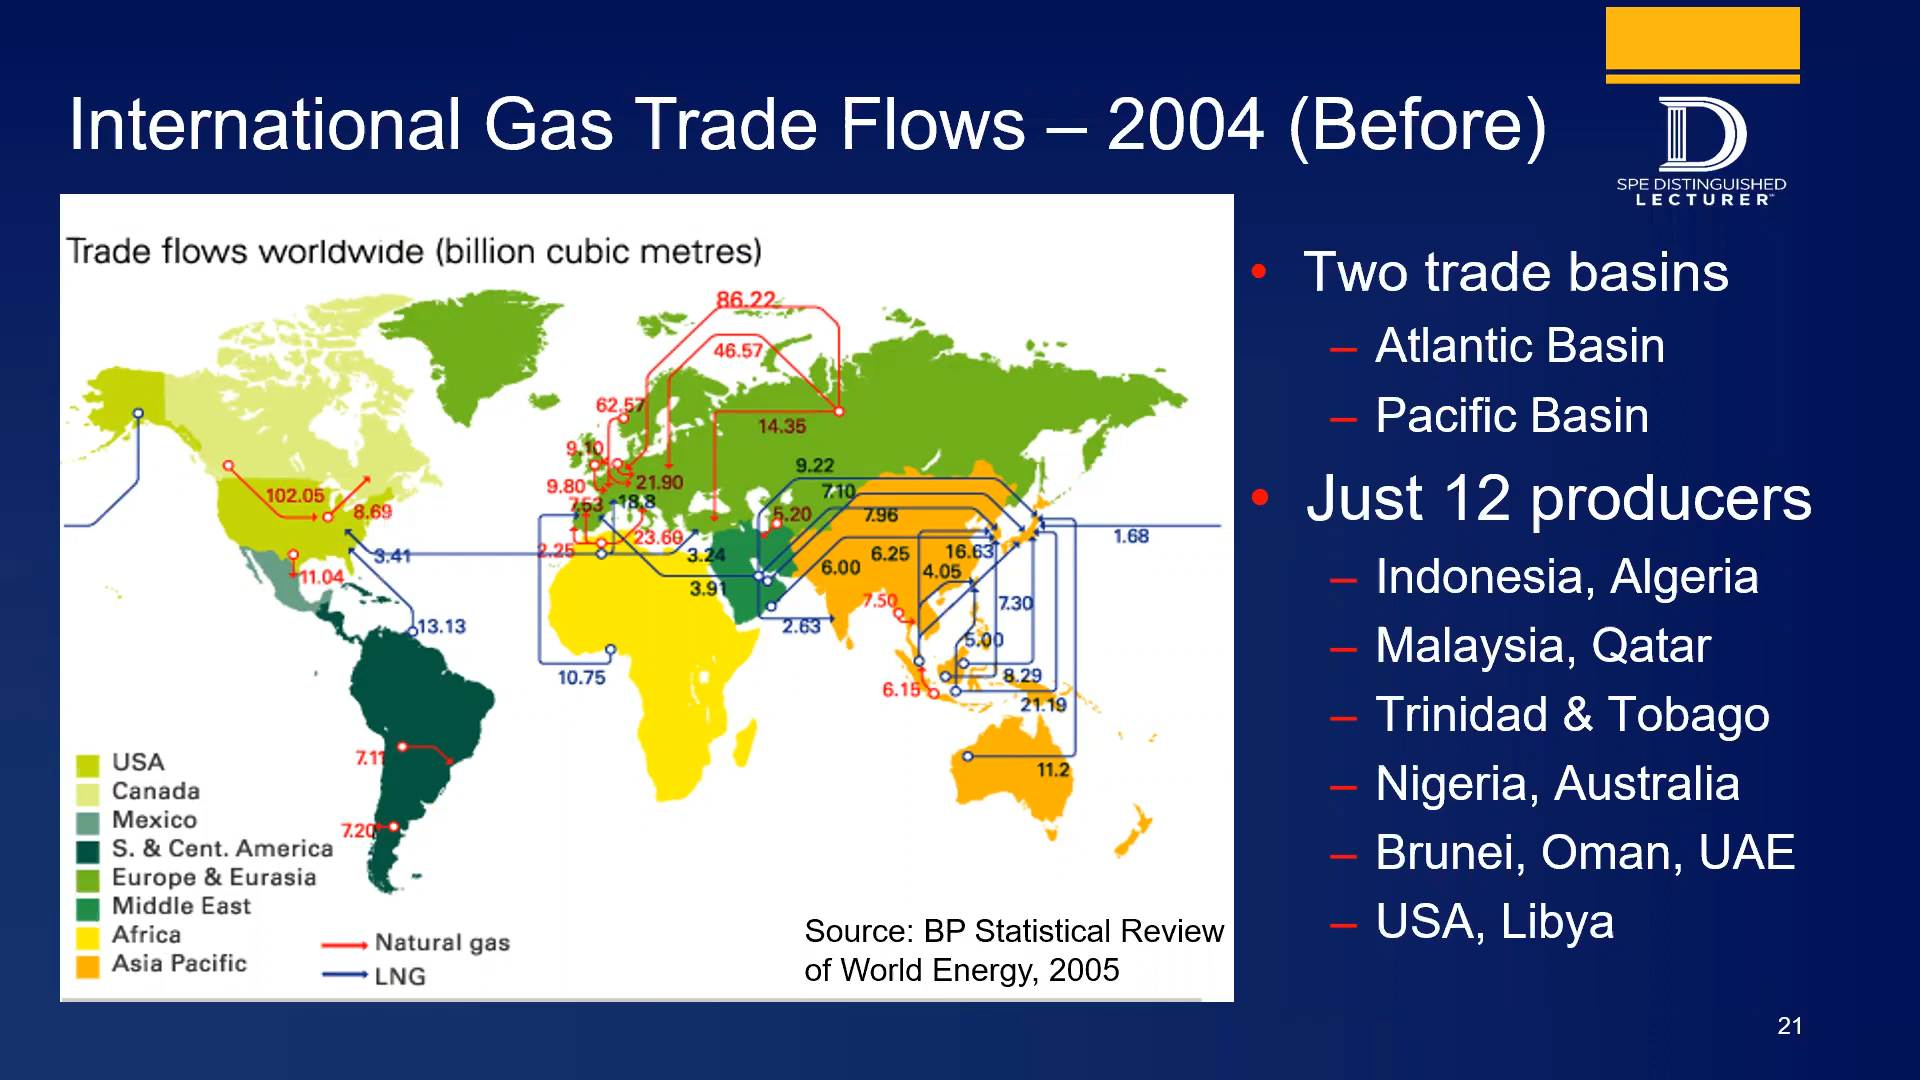 International Gas Trade Flows – 2004 (Before)
SPE DISTINGUISHED
LECTURER
Trade flows worldwide (billion cubic metres)
86.22
46.57
62.57
14.35
9.10
9.22
9.80
21.90
7.10
102.05
7.53
18.8
8.69
5.20
7.96
23.60
1.68
2.25
3.41
3.24
6.25
16.63
6.00
4.05
11.04
3.91
7.50
7.30
13.13
2.63
5.00
10.75
8.29
6.15
21.19
7.11
11.2
7.20
USA
Canada
Mexico
S. & Cent. America
Europe & Eurasia
Middle East
Africa
Asia Pacific
Natural gas
LNG
Source: BP Statistical Review
of World Energy, 2005
• Two trade basins
– Atlantic Basin
– Pacific Basin
• Just 12 producers
– Indonesia, Algeria
– Malaysia, Qatar
– Trinidad & Tobago
– Nigeria, Australia
– Brunei, Oman, UAE
– USA, Libya
21